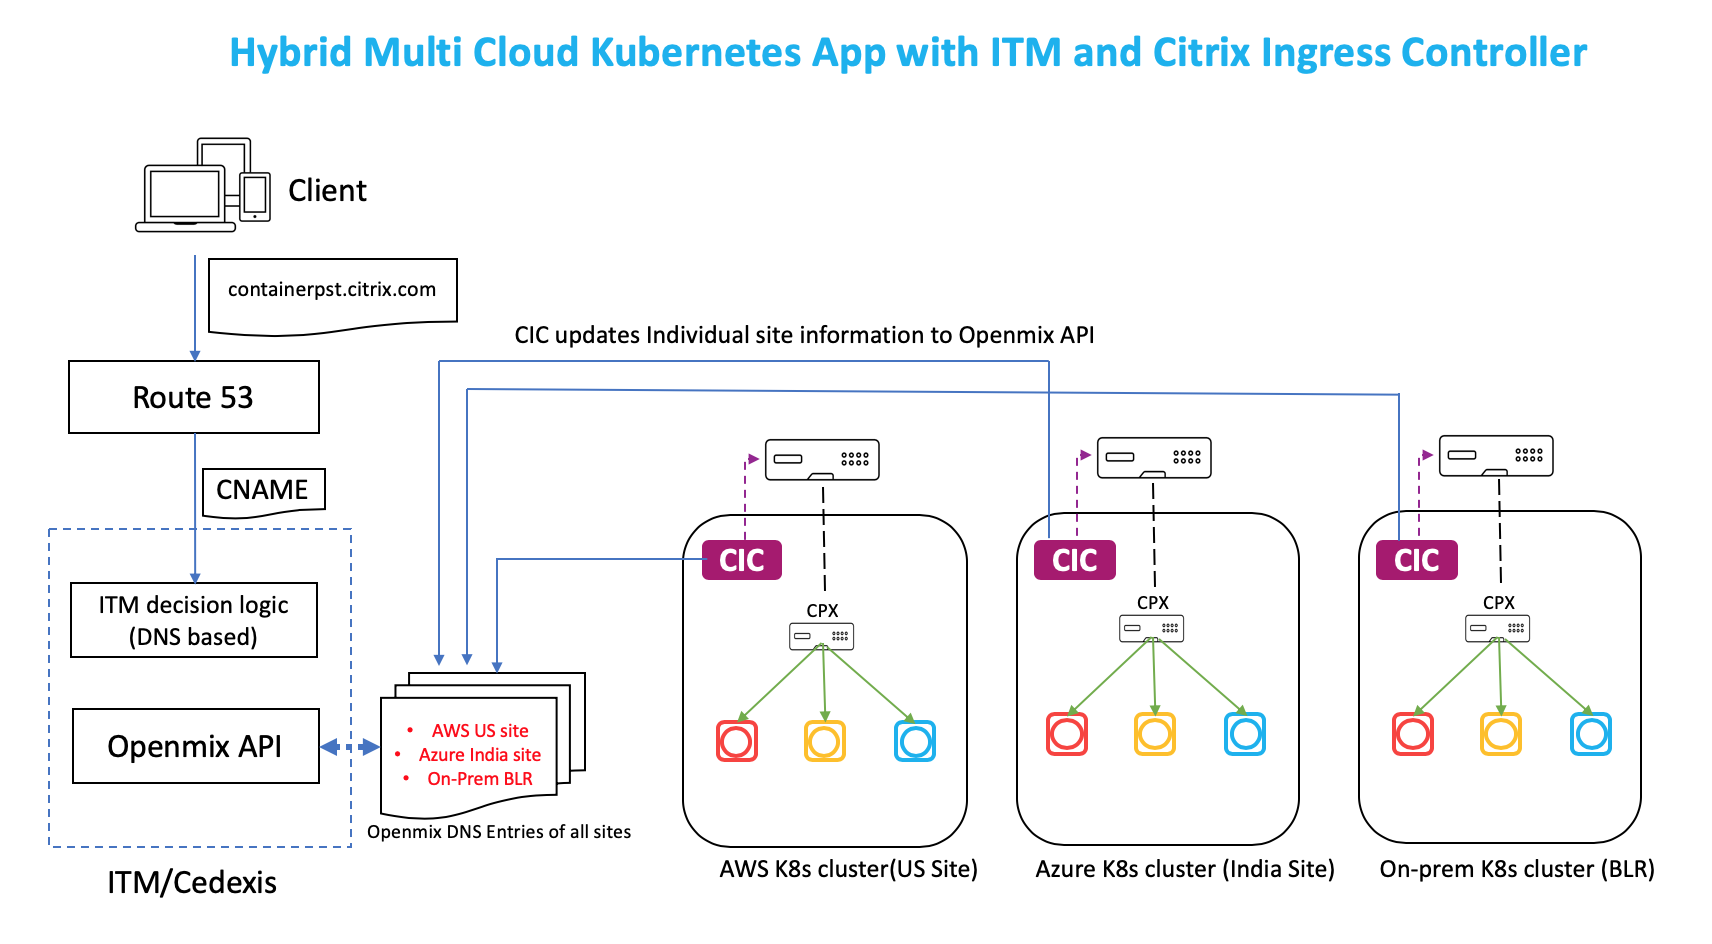 Hybrid Multi Cloud Kubernetes App with ITM and Citrix Ingress Controller
Client
containerpst.citrix.com
Route 53
CNAME
ITM decision logic
(DNS based)
Openmix API
ITM/Cedexis
CIC updates Individual site information to Openmix API
• AWS US site
• Azure India site
• On-Prem BLR
Openmix DNS Entries of all sites
CIC
CPX
AWS K8s cluster(US Site)
CIC
CPX
Azure K8s cluster (India Site)
CIC
CPX
On-prem K8s cluster (BLR)